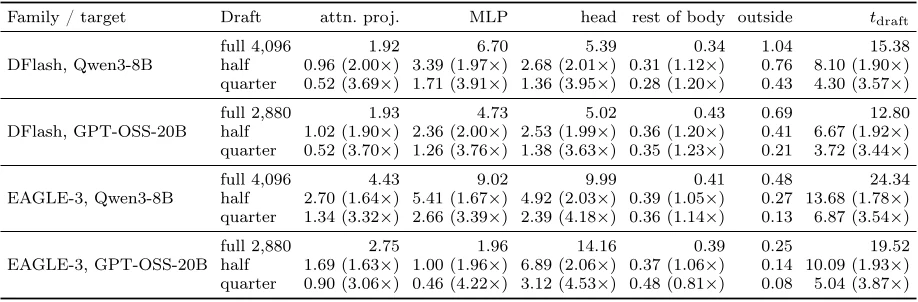 Family / target Draft attn. proj. MLP head rest of body outside t_draft
full 4,096 1.92 6.70 5.39 0.34 1.04 15.38
DFlash, Qwen3-8B half 0.96 (2.00×) 3.39 (1.97×) 2.68 (2.01×) 0.31 (1.12×) 0.76 8.10 (1.90×)
quarter 0.52 (3.69×) 1.71 (3.91×) 1.36 (3.95×) 0.28 (1.20×) 0.43 4.30 (3.57×)
full 2,880 1.93 4.73 5.02 0.43 0.69 12.80
DFlash, GPT-OSS-20B half 1.02 (1.90×) 2.36 (2.00×) 2.53 (1.99×) 0.36 (1.20×) 0.41 6.67 (1.92×)
quarter 0.52 (3.70×) 1.26 (3.76×) 1.38 (3.63×) 0.35 (1.23×) 0.21 3.72 (3.44×)
full 4,096 4.43 9.02 9.99 0.41 0.48 24.34
EAGLE-3, Qwen3-8B half 2.70 (1.64×) 5.41 (1.67×) 4.92 (2.03×) 0.39 (1.05×) 0.27 13.68 (1.78×)
quarter 1.34 (3.32×) 2.66 (3.39×) 2.39 (4.18×) 0.36 (1.14×) 0.13 6.87 (3.54×)
full 2,880 2.75 1.96 14.16 0.39 0.25 19.52
EAGLE-3, GPT-OSS-20B half 1.69 (1.63×) 1.00 (1.96×) 6.89 (2.06×) 0.37 (1.06×) 0.14 10.09 (1.93×)
quarter 0.90 (3.06×) 0.46 (4.22×) 3.12 (4.53×) 0.48 (0.81×) 0.08 5.04 (3.87×)